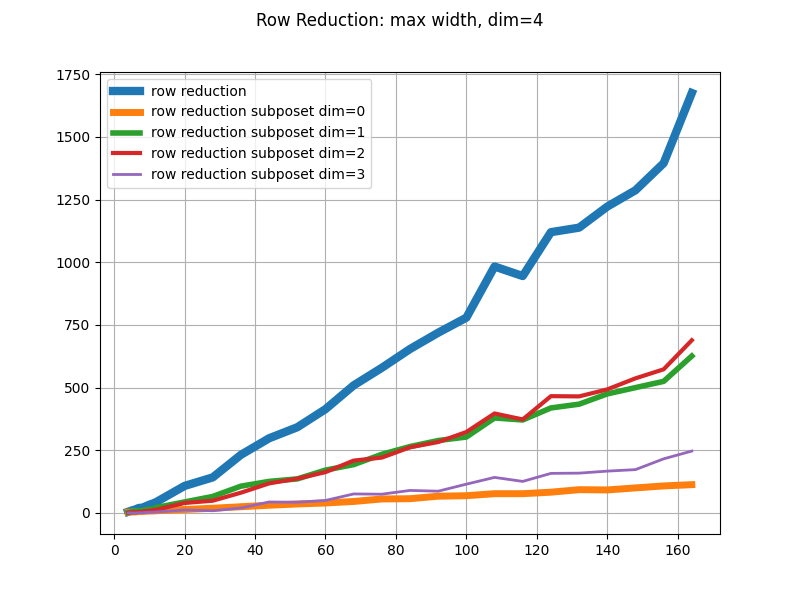 Row Reduction: max width, dim=4
row reduction
row reduction subposet dim=0
row reduction subposet dim=1
row reduction subposet dim=2
row reduction subposet dim=3
1750
1500
1250
1000
750
500
250
0
0 20 40 60 80 100 120 140 160